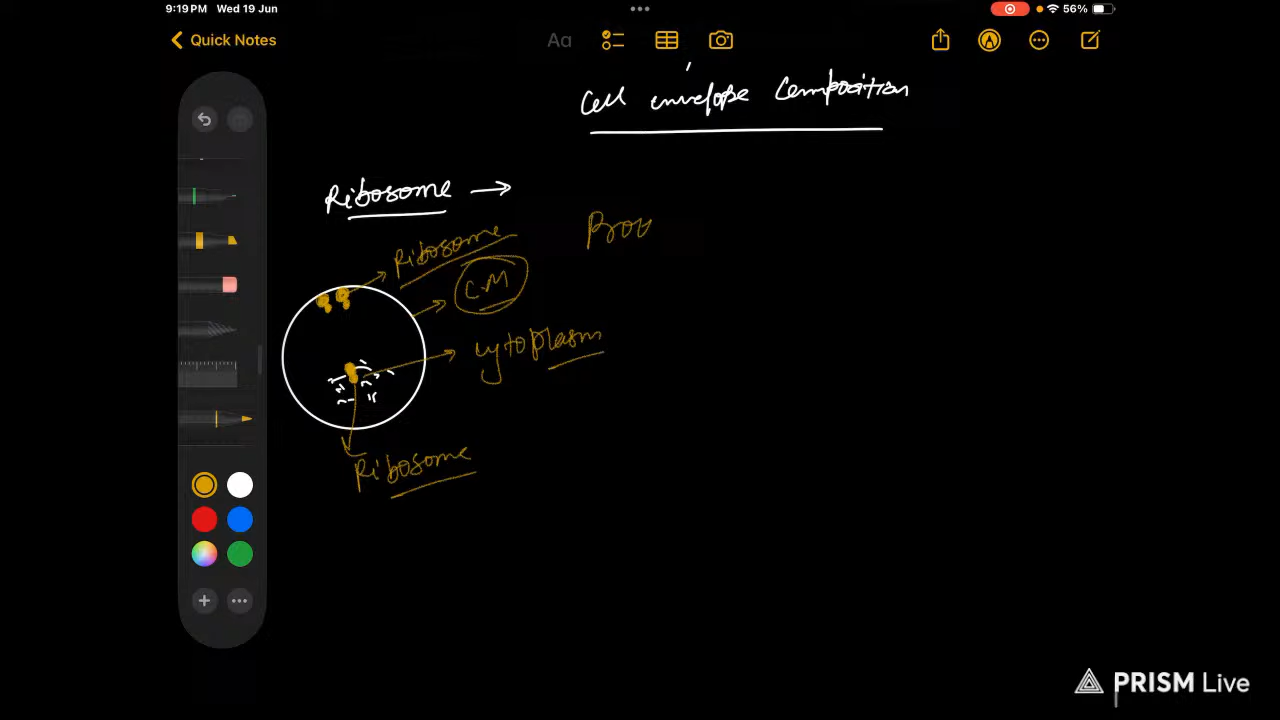 9:19 PM Wed 19 Jun
56%
Quick Notes
Aa
Cell envelope Composition
Ribosome →
Ribosome
C.M
cytoplasm
Ribosome
PRISM Live